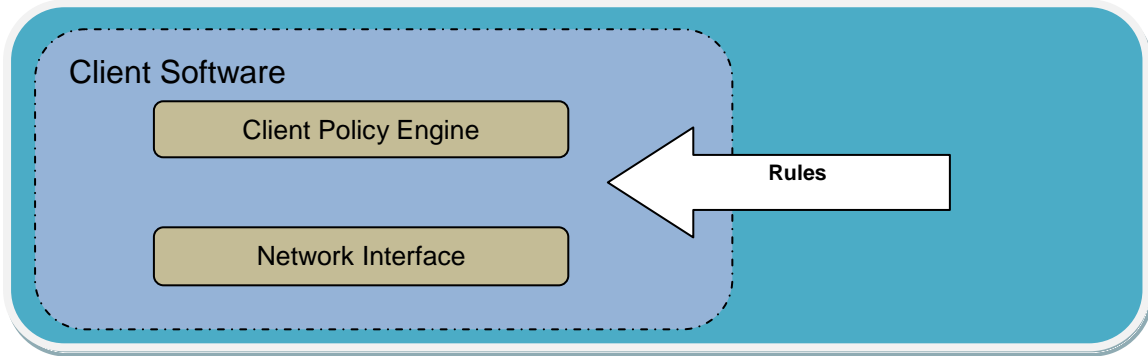 Client Software
Client Policy Engine
Rules
Network Interface